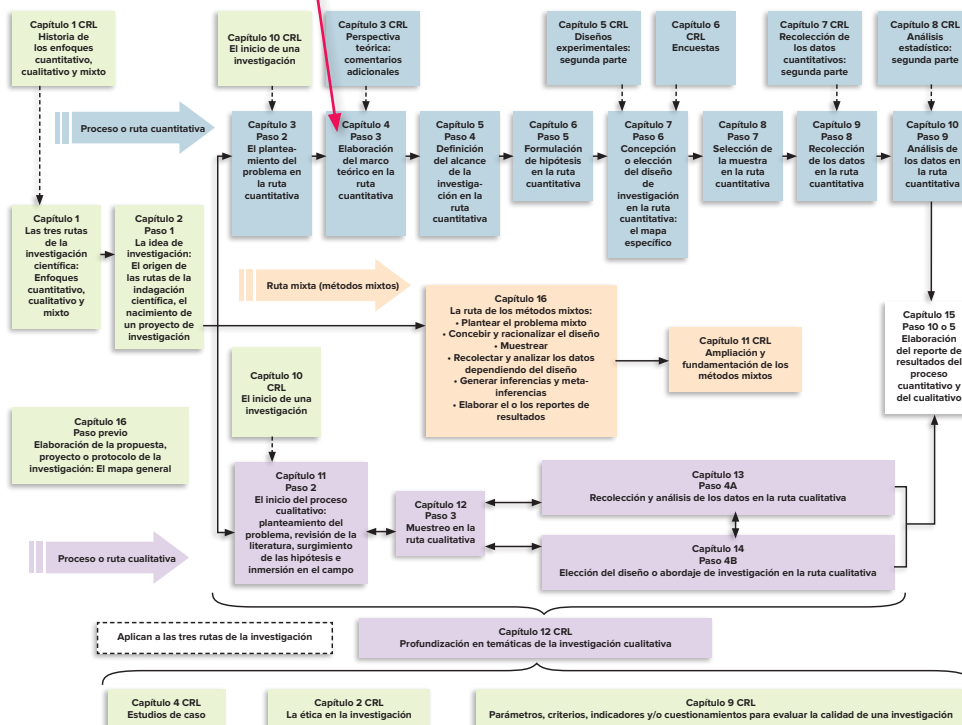 Capítulo 1 CRL
Historia de
los enfoques
cuantitativo,
cualitativo y mixto
Capítulo 10 CRL
El inicio de una
investigación
Capítulo 3 CRL
Perspectiva
teórica:
comentarios
adicionales
Capítulo 5 CRL
Diseños
experimentales:
segunda parte
Capítulo 6
CRL
Encuestas
Capítulo 7 CRL
Recolección de
los datos
cuantitativos:
segunda parte
Capítulo 8 CRL
Análisis
estadístico:
segunda parte
Proceso o ruta cuantitativa
Capítulo 3
Paso 2
El plantea-
miento del
problema en
la ruta
cuantitativa
Capítulo 4
Paso 3
Elaboración
del marco
teórico en la
ruta
cuantitativa
Capítulo 5
Paso 4
Definición
del alcance
de la
investiga-
ción en la
ruta
cuantitativa
Capítulo 6
Paso 5
Formulación
de hipótesis
en la ruta
cuantitativa
Capítulo 7
Paso 6
Concepción
o elección
del diseño
de
investigación
en la ruta
cuantitativa:
el mapa
específico
Capítulo 8
Paso 7
Selección de
la muestra
en la ruta
cuantitativa
Capítulo 9
Paso 8
Recolección
de los datos
en la ruta
cuantitativa
Capítulo 10
Paso 9
Análisis de
los datos en
la ruta
cuantitativa
Capítulo 1
Las tres rutas
de la
investigación
científica:
Enfoques
cuantitativo,
cualitativo y
mixto
Capítulo 2
Paso 1
La idea de
investigación:
El origen de
las rutas de la
indagación
científica, el
nacimiento de
un proyecto de
investigación
Ruta mixta (métodos mixtos)
Capítulo 16
La ruta de los métodos mixtos:
• Plantear el problema mixto
• Concebir y racionalizar el diseño
• Muestrear
• Recolectar y analizar los datos
dependiendo del diseño
• Generar inferencias y meta-
inferencias
• Elaborar el o los reportes de
resultados
Capítulo 11 CRL
Ampliación y
fundamentación de los
métodos mixtos
Capítulo 15
Paso 10 o 5
Elaboración
del reporte de
resultados del
proceso
cuantitativo y
del cualitativo
Capítulo 10
CRL
El inicio de una
investigación
Capítulo 16
Paso previo
Elaboración de la propuesta,
proyecto o protocolo de la
investigación: El mapa general
Proceso o ruta cualitativa
Capítulo 11
Paso 2
El inicio del proceso
cualitativo:
planteamiento del
problema, revisión de la
literatura, surgimiento
de las hipótesis e
inmersión en el campo
Capítulo 12
Paso 3
Muestreo en la
ruta cualitativa
Capítulo 13
Paso 4A
Recolección y análisis de los datos en la ruta cualitativa
Capítulo 14
Paso 4B
Elección del diseño o abordaje de investigación en la ruta cualitativa
Aplican a las tres rutas de la investigación
Capítulo 12 CRL
Profundización en temáticas de la investigación cualitativa
Capítulo 4 CRL
Estudios de caso
Capítulo 2 CRL
La ética en la investigación
Capítulo 9 CRL
Parámetros, criterios, indicadores y/o cuestionamientos para evaluar la calidad de una investigación